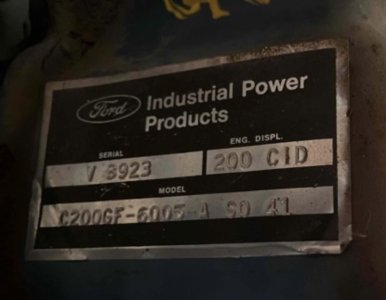 Ford Industrial Power
Products
SERIAL ENG. DISPL.
V 3923 200 CID
MODEL
C200GF-6005-A SO 41